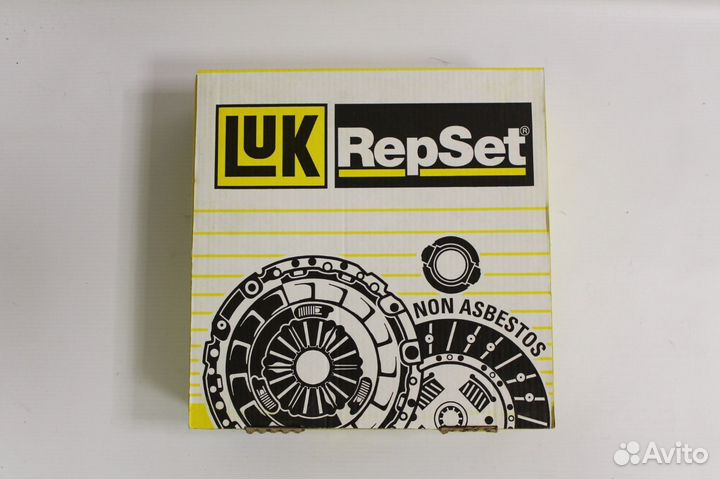 LUK RepSet®
NON ASBESTOS
Avito